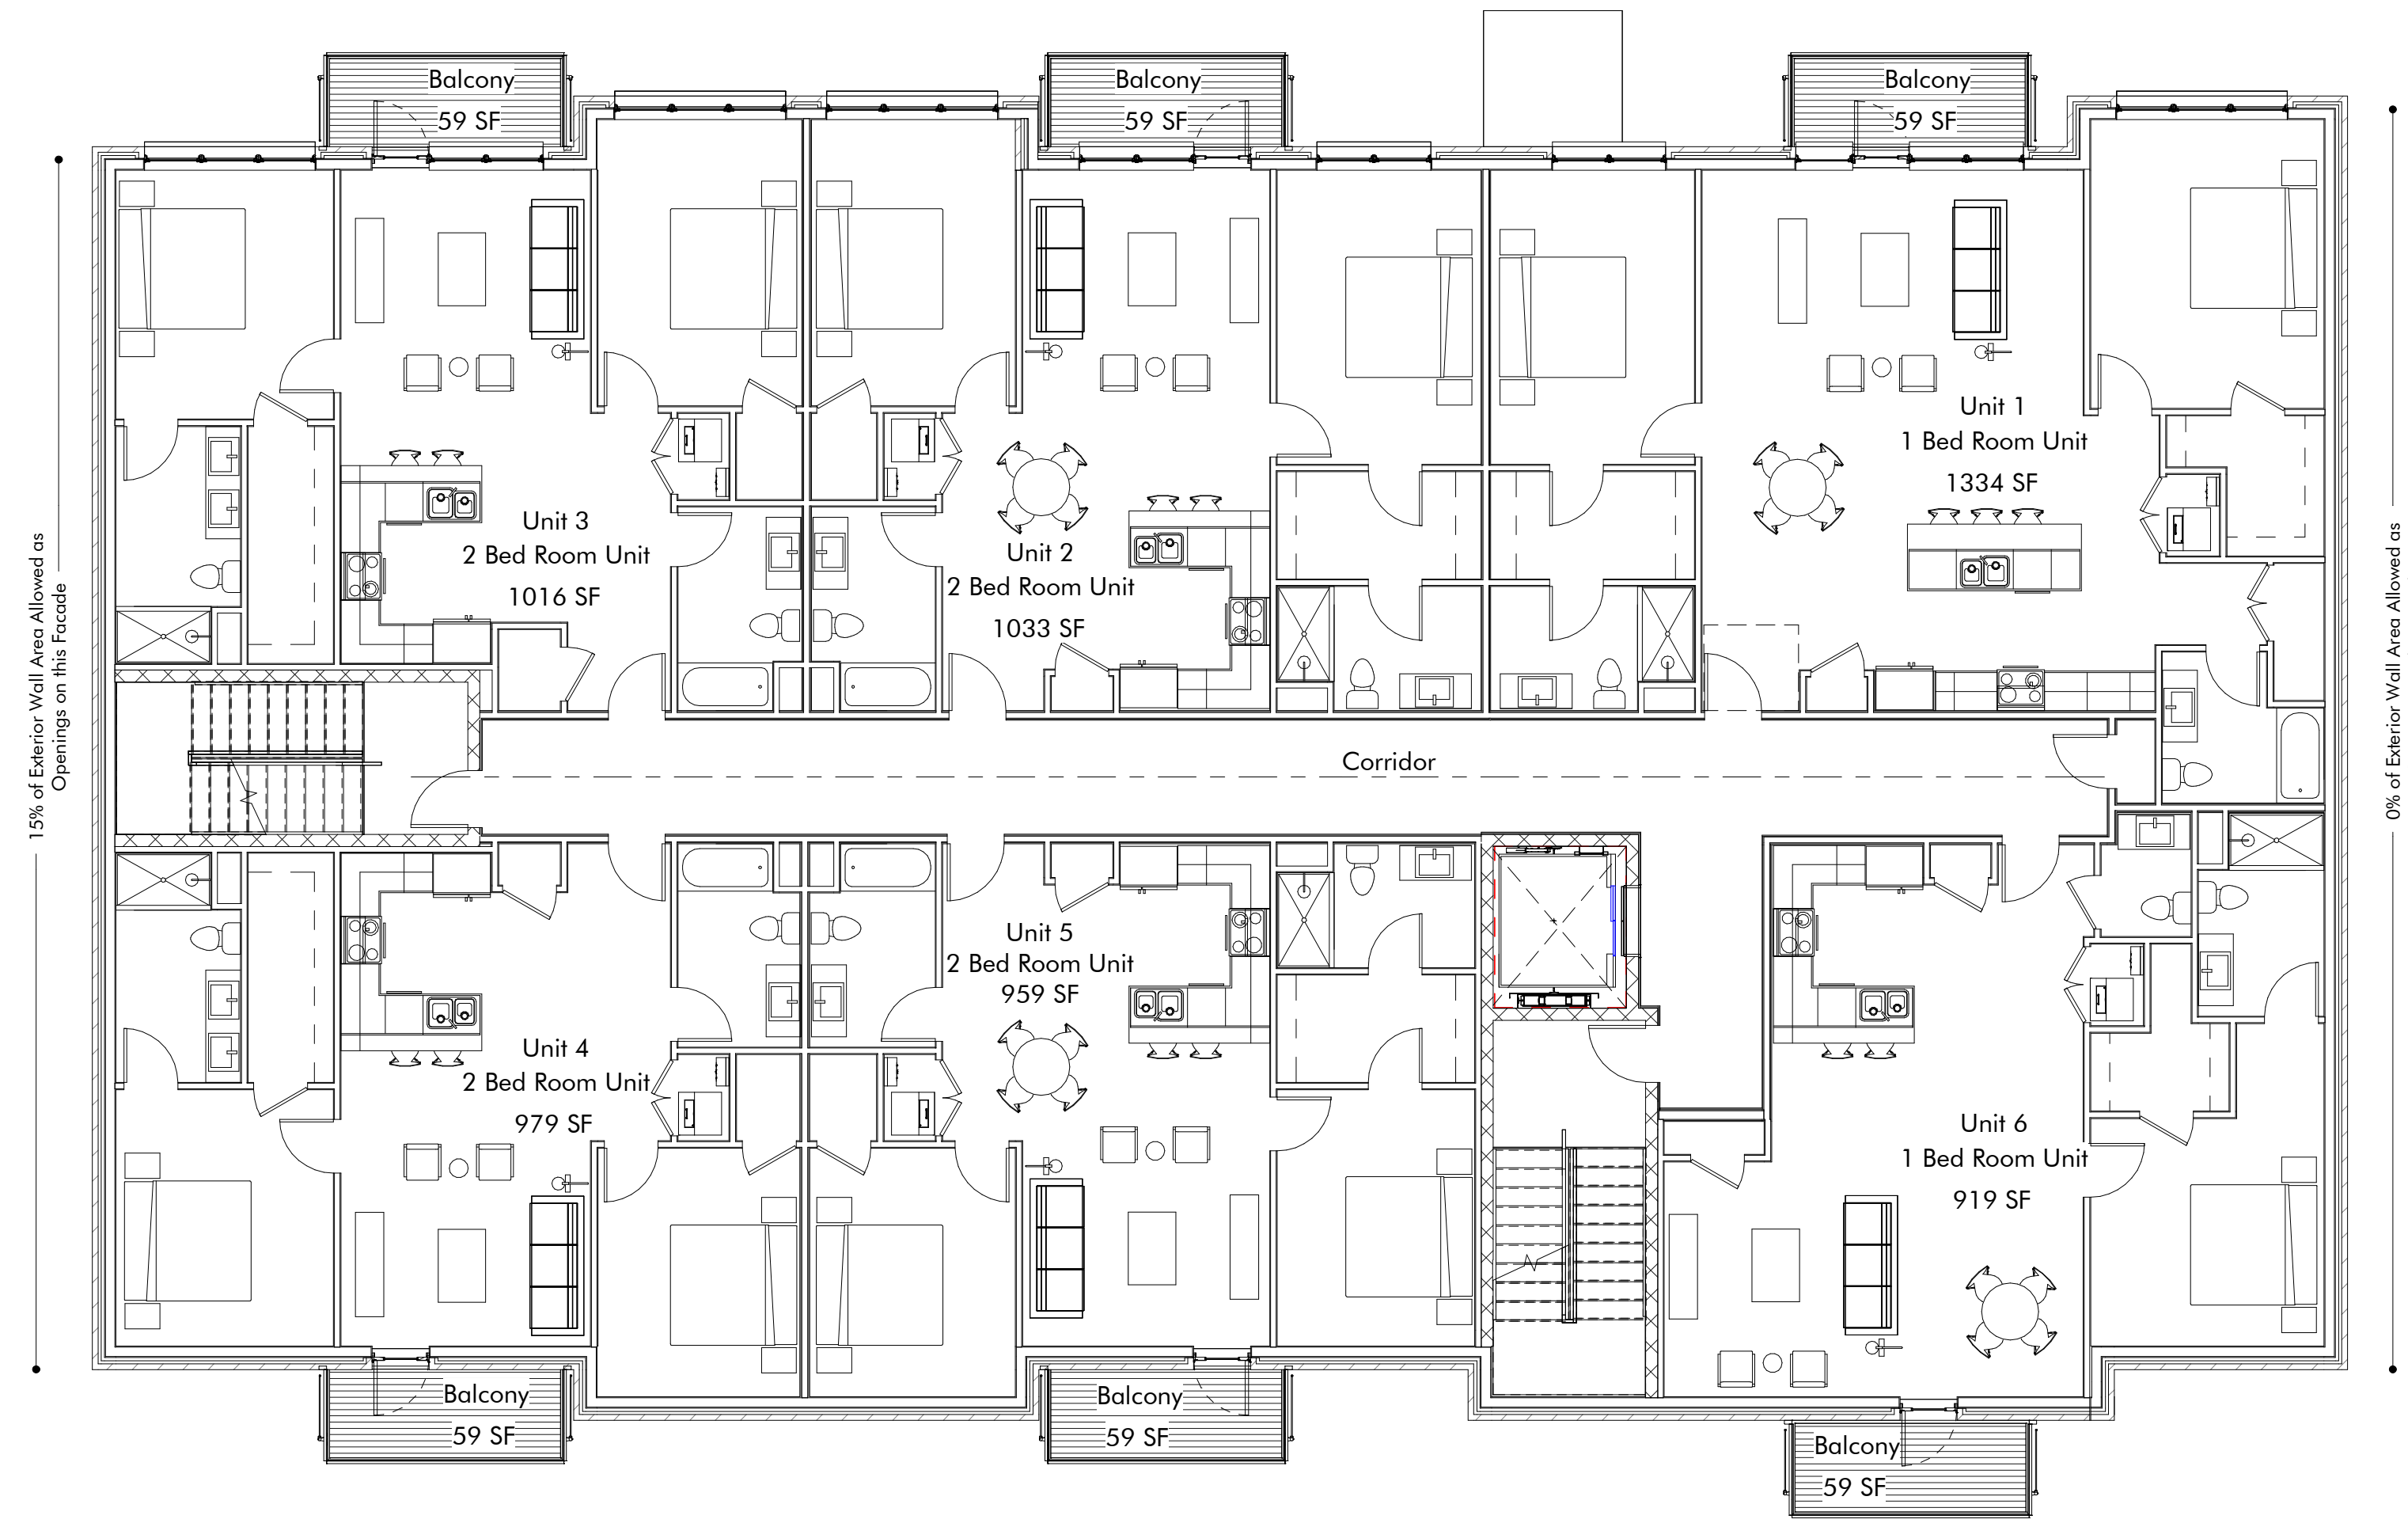 Balcony
59 SF
Balcony
59 SF
Balcony
59 SF
Unit 1
1 Bed Room Unit
1334 SF
Unit 3
2 Bed Room Unit
1016 SF
Unit 2
2 Bed Room Unit
1033 SF
15% of Exterior Wall Area Allowed as
Openings on this Facade
0% of Exterior Wall Area Allowed as
Corridor
Unit 4
2 Bed Room Unit
979 SF
Unit 5
2 Bed Room Unit
959 SF
Unit 6
1 Bed Room Unit
919 SF
Balcony
59 SF
Balcony
59 SF
Balcony
59 SF